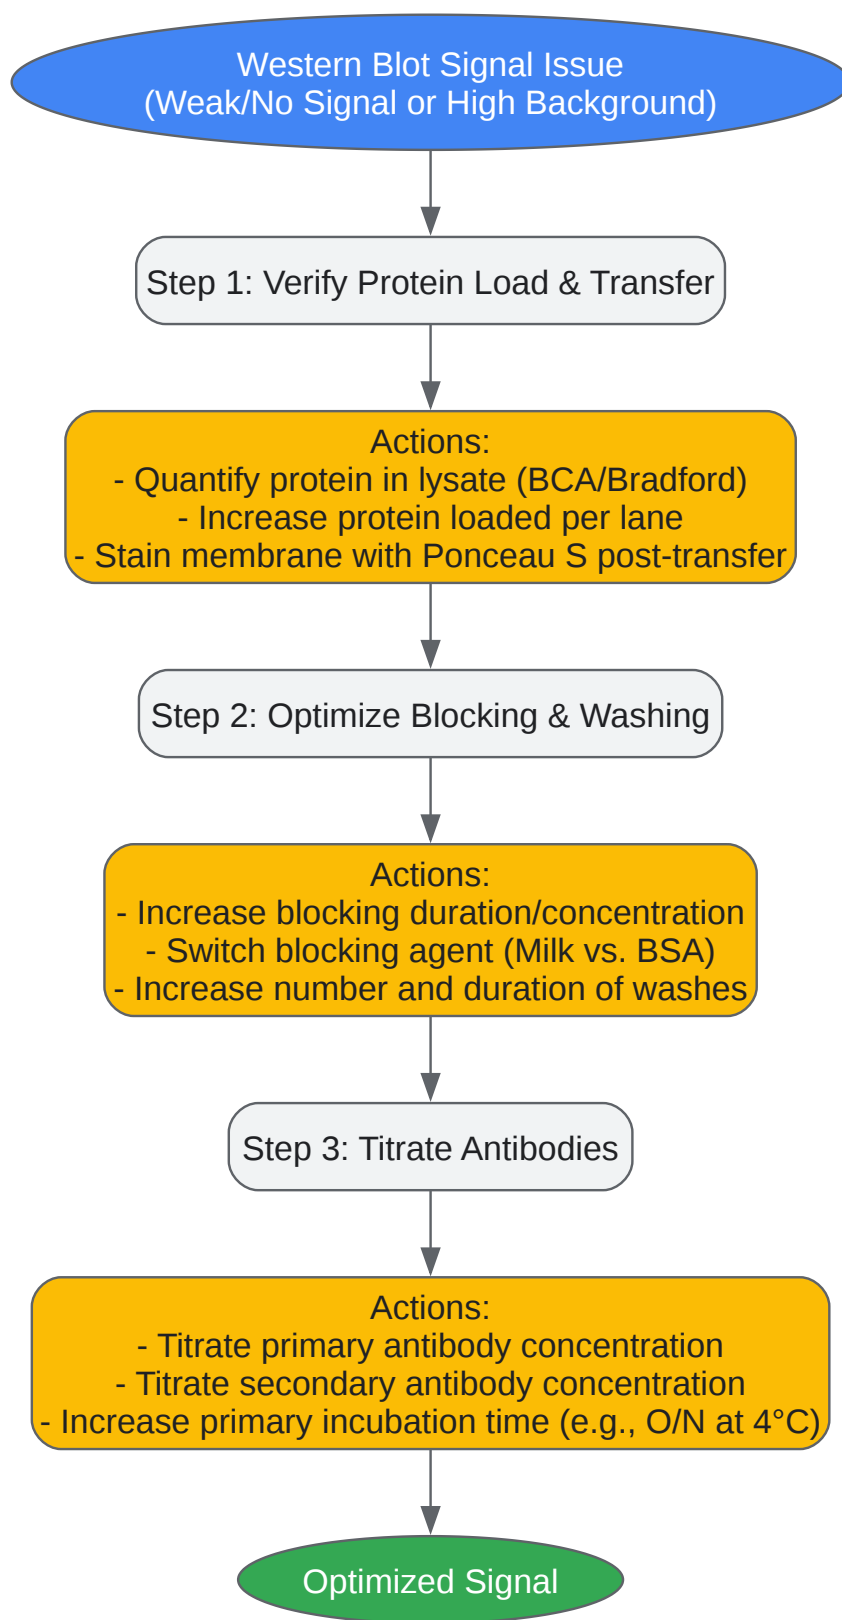 Western Blot Signal Issue
(Weak/No Signal or High Background)
Step 1: Verify Protein Load & Transfer
Actions:
- Quantify protein in lysate (BCA/Bradford)
- Increase protein loaded per lane
- Stain membrane with Ponceau S post-transfer
Step 2: Optimize Blocking & Washing
Actions:
- Increase blocking duration/concentration
- Switch blocking agent (Milk vs. BSA)
- Increase number and duration of washes
Step 3: Titrate Antibodies
Actions:
- Titrate primary antibody concentration
- Titrate secondary antibody concentration
- Increase primary incubation time (e.g., O/N at 4°C)
Optimized Signal